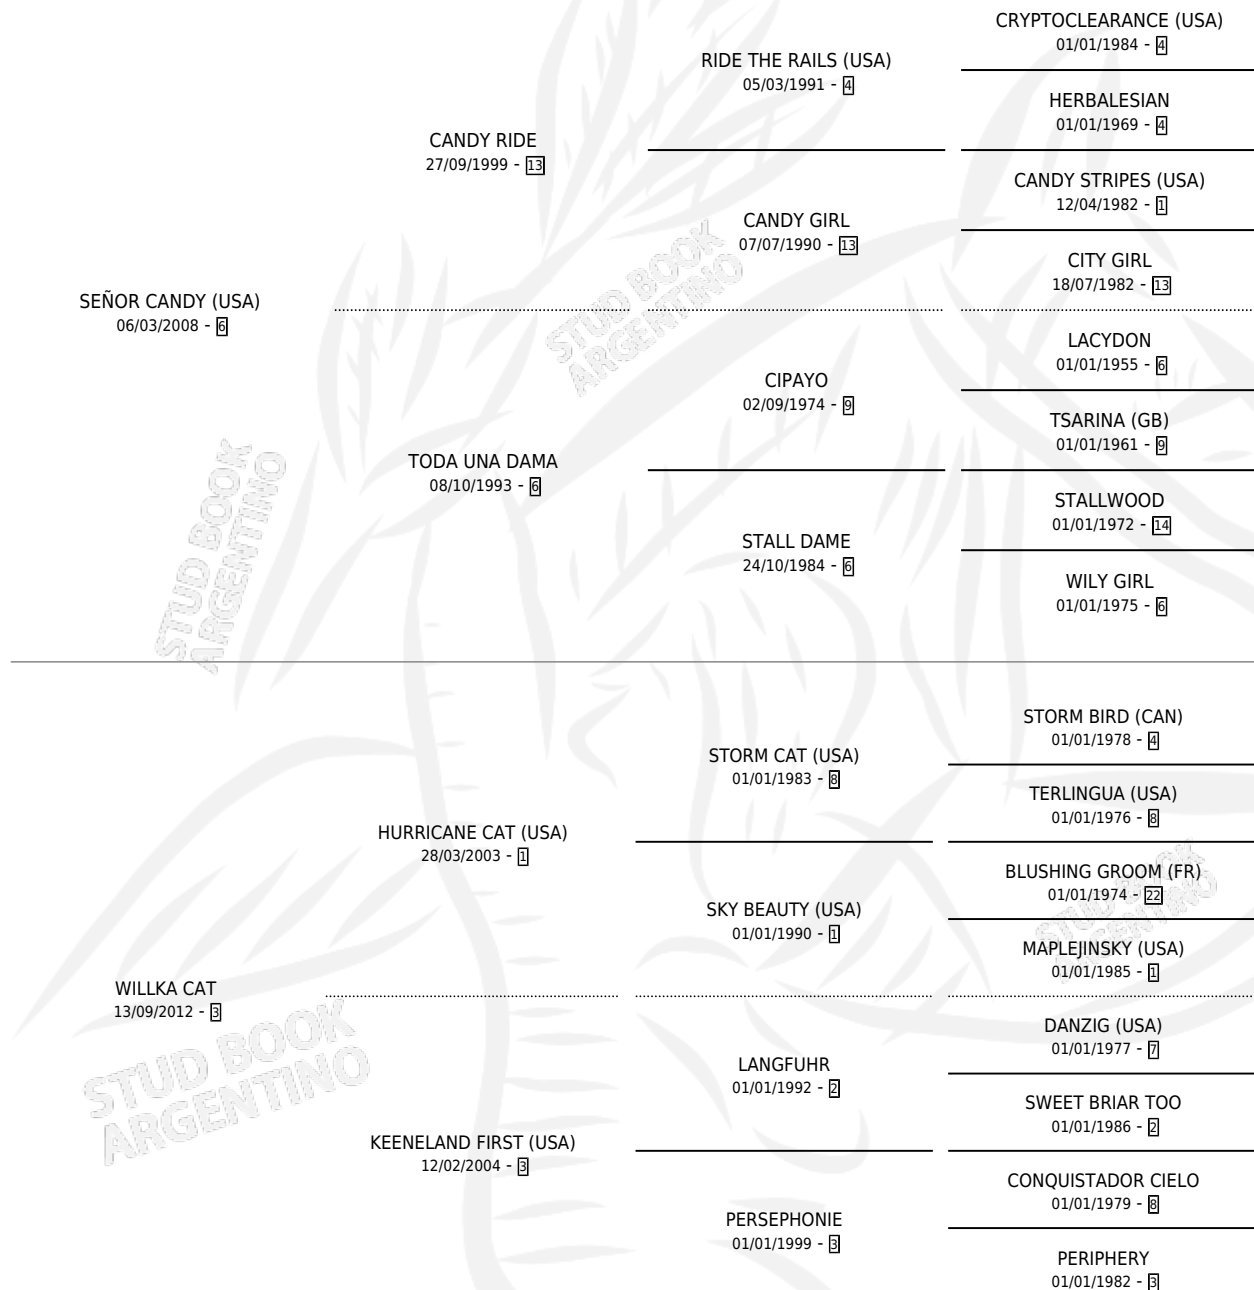 CRYPTOCLEARANCE (USA)
01/01/1984 - 4
RIDE THE RAILS (USA)
05/03/1991 - 4
HERBALESIAN
01/01/1969 - 4
CANDY RIDE
27/09/1999 - 13
CANDY STRIPES (USA)
12/04/1982 - 1
CANDY GIRL
07/07/1990 - 13
CITY GIRL
18/07/1982 - 13
SEÑOR CANDY (USA)
06/03/2008 - 6
LACYDON
01/01/1955 - 6
CIPAYO
02/09/1974 - 9
TSARINA (GB)
01/01/1961 - 9
TODA UNA DAMA
08/10/1993 - 6
STALLWOOD
01/01/1972 - 14
STALL DAME
24/10/1984 - 6
WILY GIRL
01/01/1975 - 6
STORM BIRD (CAN)
01/01/1978 - 4
STORM CAT (USA)
01/01/1983 - 8
TERLINGUA (USA)
01/01/1976 - 8
HURRICANE CAT (USA)
28/03/2003 - 1
BLUSHING GROOM (FR)
01/01/1974 - 22
SKY BEAUTY (USA)
01/01/1990 - 1
MAPLEJINSKY (USA)
01/01/1985 - 1
WILLKA CAT
13/09/2012 - 3
DANZIG (USA)
01/01/1977 - 7
LANGFUHR
01/01/1992 - 2
SWEET BRIAR TOO
01/01/1986 - 2
KEENELAND FIRST (USA)
12/02/2004 - 3
CONQUISTADOR CIELO
01/01/1979 - 8
PERSEPHONIE
01/01/1999 - 3
PERIPHERY
01/01/1982 - 3
STUD BOOK
ARGENTINO
STUD BOOK
ARGENTINO
STUD BOOK
ARGENTINO
STUD BOOK
ARGENTINO